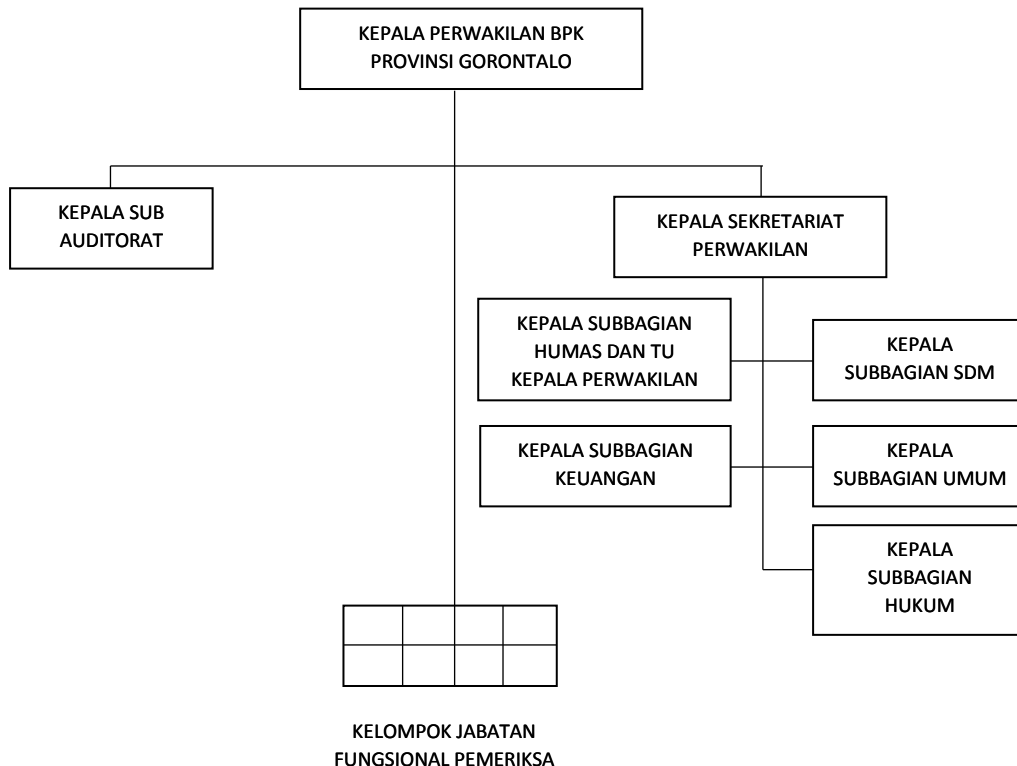 KEPALA PERWAKILAN BPK
PROVINSI GORONTALO
KEPALA SUB
AUDITORAT
KEPALA SEKRETARIAT
PERWAKILAN
KEPALA SUBBAGIAN
HUMAS DAN TU
KEPALA PERWAKILAN
KEPALA
SUBBAGIAN SDM
KEPALA SUBBAGIAN
KEUANGAN
KEPALA
SUBBAGIAN UMUM
KEPALA
SUBBAGIAN
HUKUM
KELOMPOK JABATAN
FUNGSIONAL PEMERIKSA